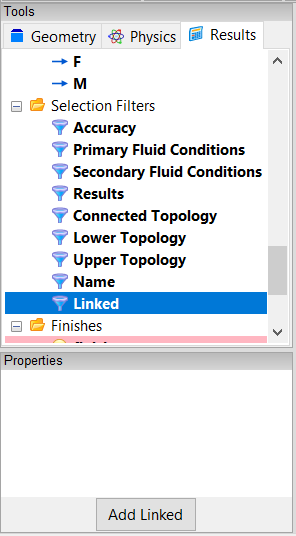 Tools
Geometry Physics Results
F
M
Selection Filters
Accuracy
Primary Fluid Conditions
Secondary Fluid Conditions
Results
Connected Topology
Lower Topology
Upper Topology
Name
Linked
Finishes
Properties
Add Linked